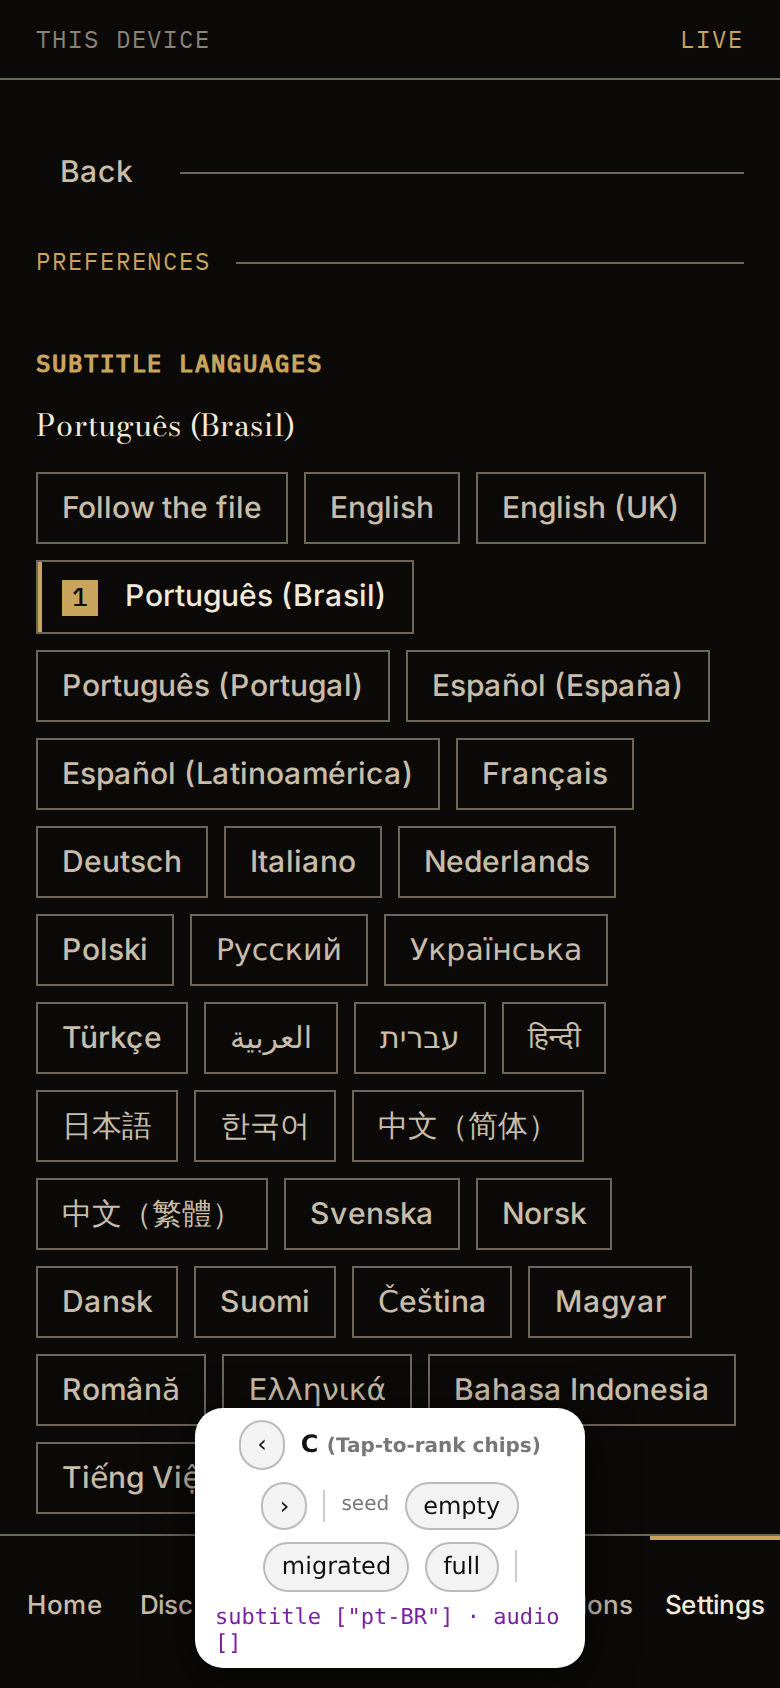 THIS DEVICE LIVE
Back
PREFERENCES
SUBTITLE LANGUAGES
Português (Brasil)
Follow the file English English (UK)
1 Português (Brasil)
Português (Portugal) Español (España)
Español (Latinoamérica) Français
Deutsch Italiano Nederlands
Polski Русский Українська
Türkçe العربية עברית हिन्दी
日本語 한국어 中文（简体）
中文（繁體） Svenska Norsk
Dansk Suomi Čeština Magyar
Română Ελληνικά Bahasa Indonesia
Tiếng
‹ C (Tap-to-rank chips)
› seed empty
migrated full
subtitle ["pt-BR"] · audio
[]
Home Settings